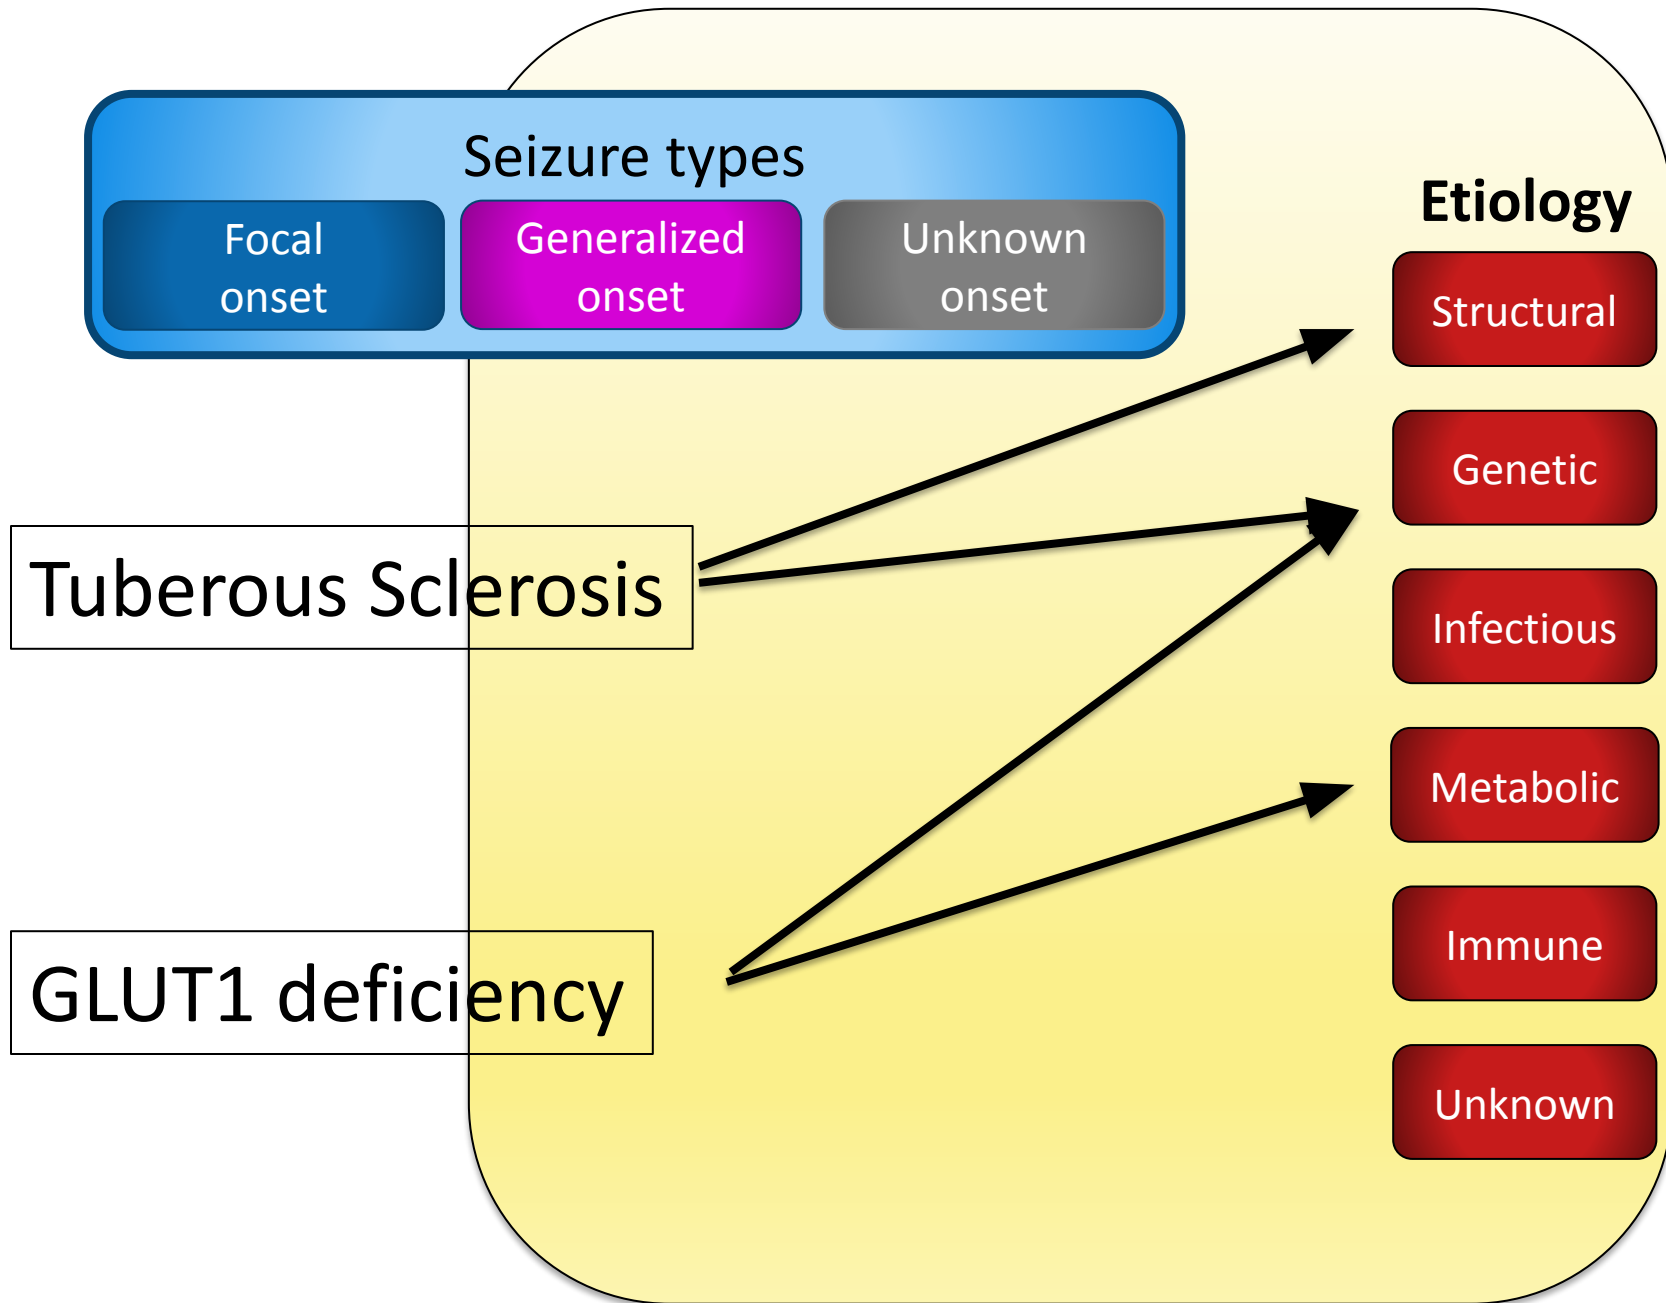 Seizure types
Focal
onset
Generalized
onset
Unknown
onset
Etiology
Structural
Genetic
Infectious
Metabolic
Immune
Unknown
Tuberous Sclerosis
GLUT1 deficiency